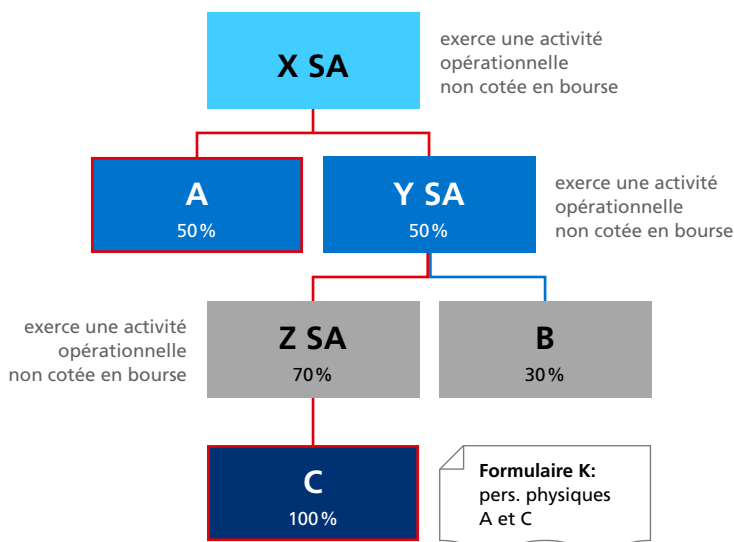 X SA
exerce une activité
opérationnelle
non cotée en bourse
A
50 %
Y SA
50 %
exerce une activité
opérationnelle
non cotée en bourse
exerce une activité
opérationnelle
non cotée en bourse
Z SA
70 %
B
30 %
C
100 %
Formulaire K:
pers. physiques
A et C